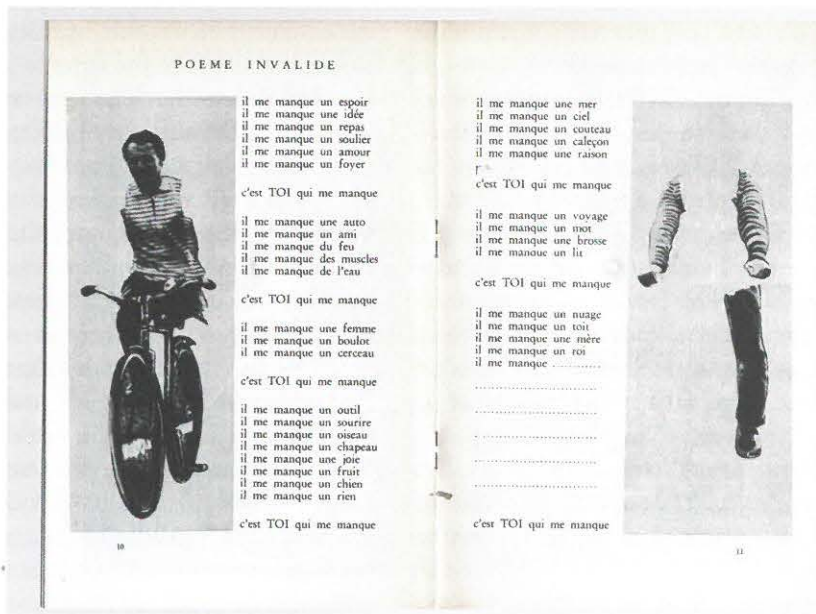 POEME INVALIDE
il me manque un espoir
il me manque une idée
il me manque un repas
il me manque un soulier
il me manque un amour
il me manque un foyer
c'est TOI qui me manque
il me manque une auto
il me manque un ami
il me manque du feu
il me manque des muscles
il me manque de l'eau
c'est TOI qui me manque
il me manque une femme
il me manque un boulot
il me manque un cerceau
c'est TOI qui me manque
il me manque un outil
il me manque un sourire
il me manque un oiseau
il me manque un chapeau
il me manque une joie
il me manque un fruit
il me manque un chien
il me manque un rien
c'est TOI qui me manque
10
il me manque une mer
il me manque un ciel
il me manque un couteau
il me manque un caleçon
il me manque une raison
c'est TOI qui me manque
il me manque un voyage
il me manque un mot
il me manque une brosse
il me manque un lit
c'est TOI qui me manque
il me manque un nuage
il me manque un toit
il me manque une mère
il me manque un roi
il me manque ...........
............................
............................
............................
............................
............................
c'est TOI qui me manque
11